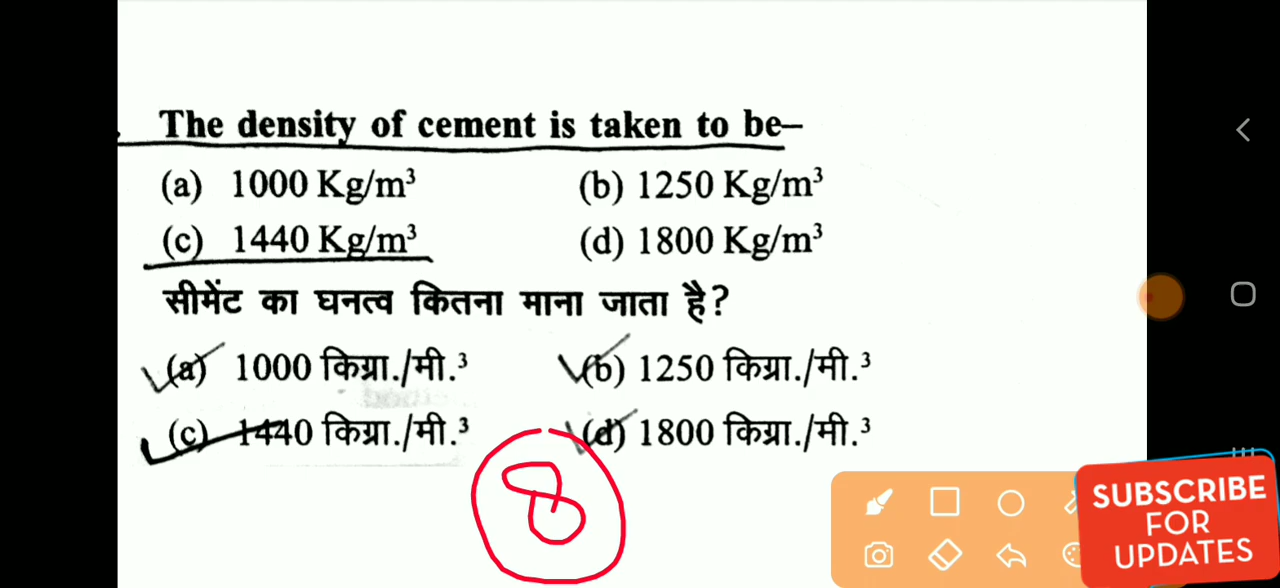 The density of cement is taken to be–
(a) 1000 Kg/m³ (b) 1250 Kg/m³
(c) 1440 Kg/m³ (d) 1800 Kg/m³
सीमेंट का घनत्व कितना माना जाता है?
(a) 1000 किग्रा./मी.³ (b) 1250 किग्रा./मी.³
(c) 1440 किग्रा./मी.³ (d) 1800 किग्रा./मी.³
8
SUBSCRIBE
FOR
UPDATES